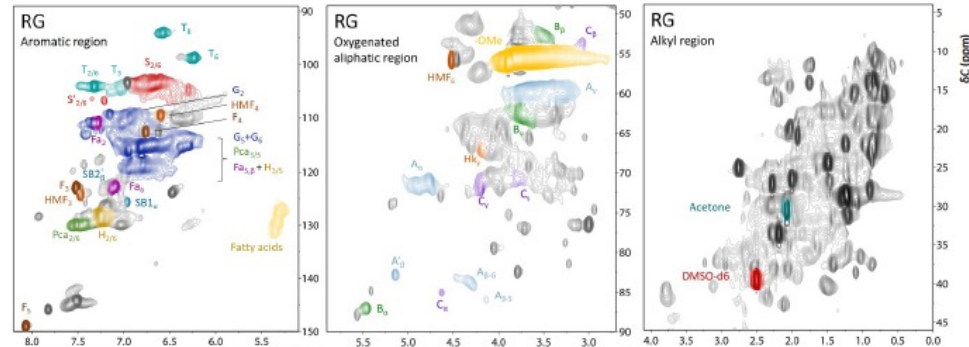 RG
Aromatic region
T₈
T₆
T₂/₆ T₃ S₂/₆
S'₂/₆
G₂
HMF₄
F₄
Fa₂
G₅+G₆
Pca₃/₅
Fa₅,β + H₃/₅
SB2'β
F₃
Fa₆
HMF₃
SB1α
Pca₂/₆
H₂/₆
Fatty acids
F₅
90
100
110
120
130
140
150
8.0 7.5 7.0 6.5 6.0 5.5
RG
Oxygenated
aliphatic region
Bβ
-OMe
Cβ
HMF₆
Aγ
Bγ
Hkγ
Aα
Cγ
Cγ
A'β
Aβ-G
Aβ-S
Bα
Cα
50
55
60
65
70
75
80
85
90
5.5 5.0 4.5 4.0 3.5 3.0
RG
Alkyl region
Acetone
DMSO-d6
δC (ppm)
5
10
15
20
25
30
35
40
45
4.0 3.5 3.0 2.5 2.0 1.5 1.0 0.5 0.0